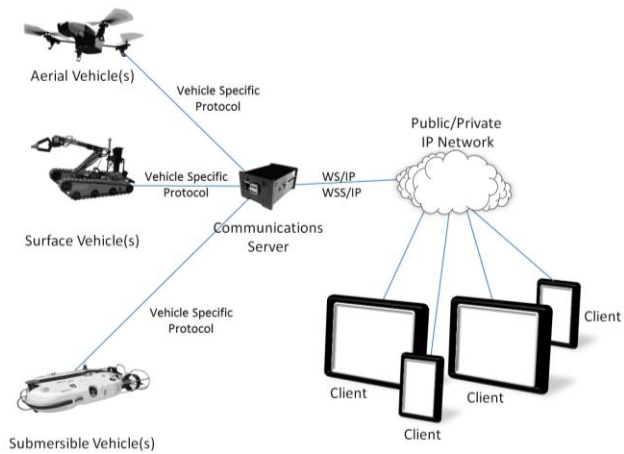 Aerial Vehicle(s)
Vehicle Specific
Protocol
Public/Private
IP Network
Vehicle Specific
Protocol
WS/IP
WSS/IP
Surface Vehicle(s)
Communications
Server
Vehicle Specific
Protocol
Client
Client
Client
Client
Submersible Vehicle(s)